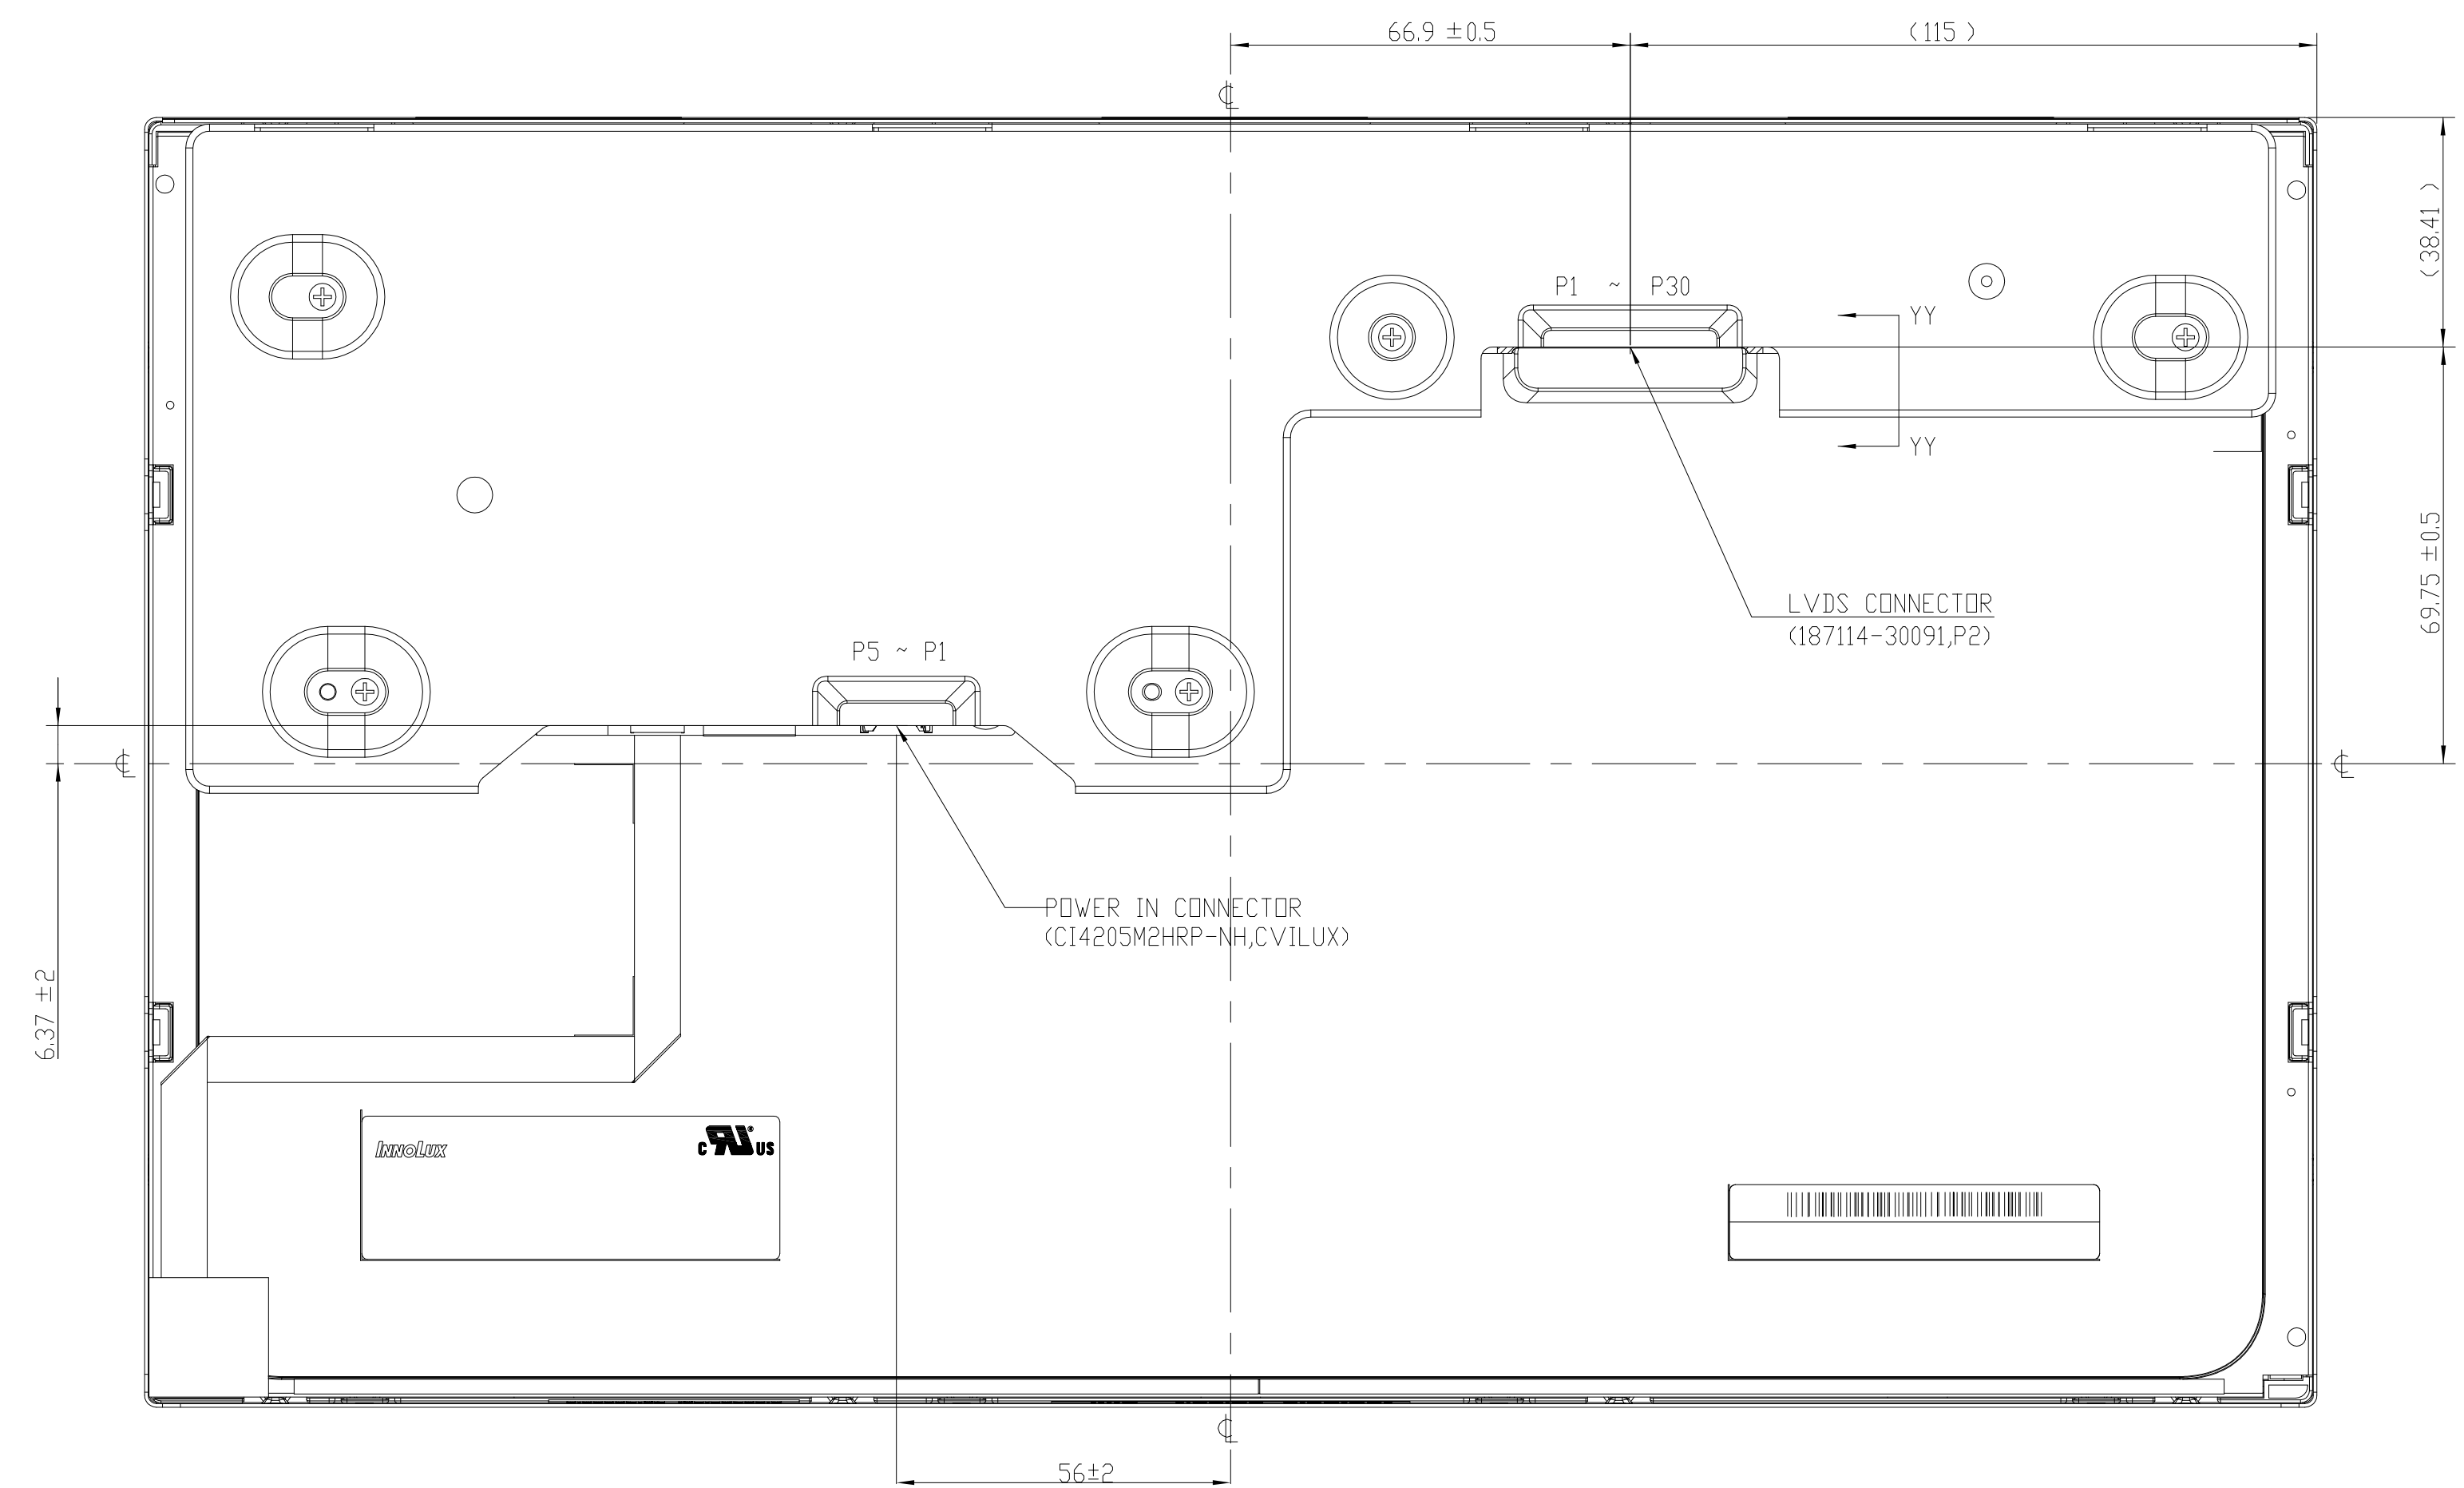 66.9 ±0.5
(115 )
(38.41 )
P1 ~ P30
YY
YY
69.75 ±0.5
LVDS CONNECTOR
(187114-30091,P2)
P5 ~ P1
POWER IN CONNECTOR
(CI4205M2HRP-NH,CVILUX)
6.37 ±2
INNOLUX
C RU ® US
56±2